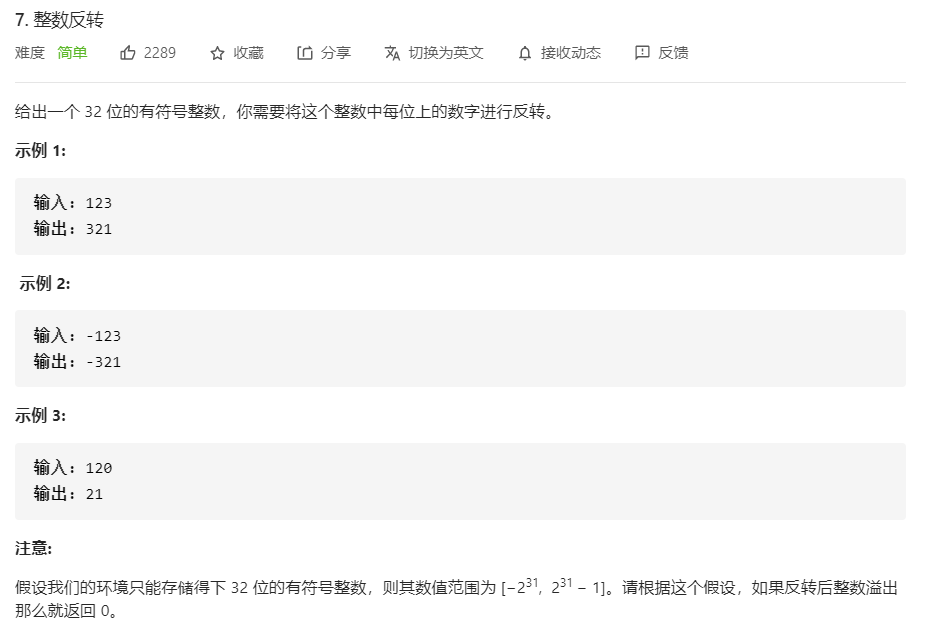 7. 整数反转
难度 简单 2289 收藏 分享 切换为英文 接收动态 反馈
给出一个 32 位的有符号整数，你需要将这个整数中每位上的数字进行反转。
示例 1:
输入: 123
输出: 321
示例 2:
输入: -123
输出: -321
示例 3:
输入: 120
输出: 21
注意:
假设我们的环境只能存储得下 32 位的有符号整数，则其数值范围为 [−2³¹, 2³¹ − 1]。请根据这个假设，如果反转后整数溢出
那么就返回 0。